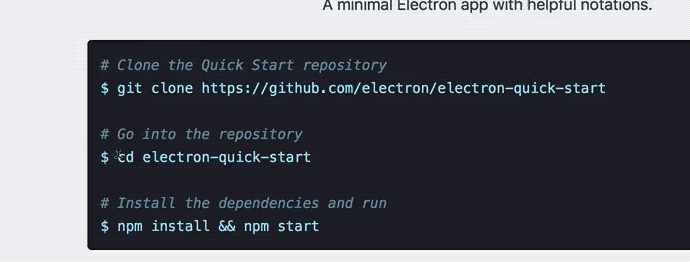 A minimal Electron app with helpful notations.
# Clone the Quick Start repository
$ git clone https://github.com/electron/electron-quick-start
# Go into the repository
$ cd electron-quick-start
# Install the dependencies and run
$ npm install && npm start